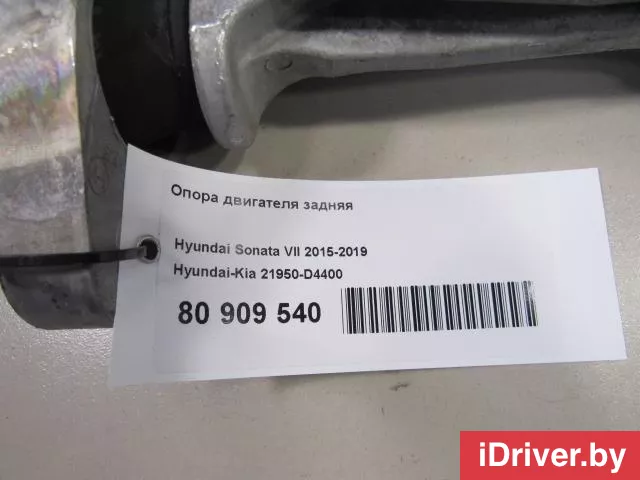 Опора двигателя задняя
Hyundai Sonata VII 2015-2019
Hyundai-Kia 21950-D4400
80 909 540
iDriver.by